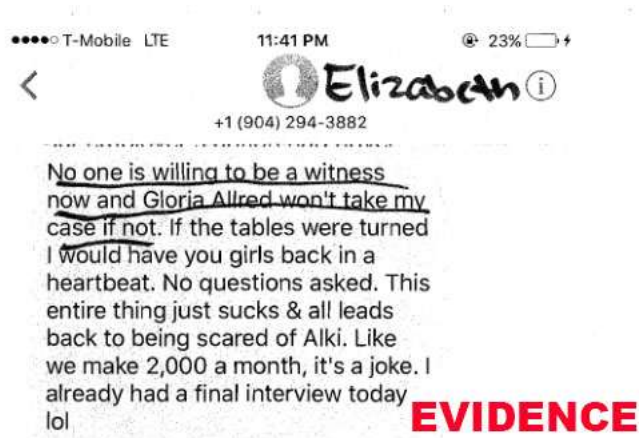 T-Mobile LTE 11:41 PM 23%
Elizabeth
+1 (904) 294-3882
No one is willing to be a witness
now and Gloria Allred won't take my
case if not. If the tables were turned
I would have you girls back in a
heartbeat. No questions asked. This
entire thing just sucks & all leads
back to being scared of Alki. Like
we make 2,000 a month, it's a joke. I
already had a final interview today
lol
EVIDENCE